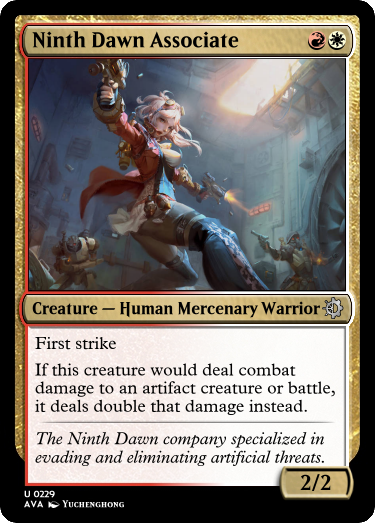 Ninth Dawn Associate
Creature — Human Mercenary Warrior
First strike
If this creature would deal combat
damage to an artifact creature or battle,
it deals double that damage instead.
The Ninth Dawn company specialized in
evading and eliminating artificial threats.
2/2
U 0229
AVA Yuchenghong